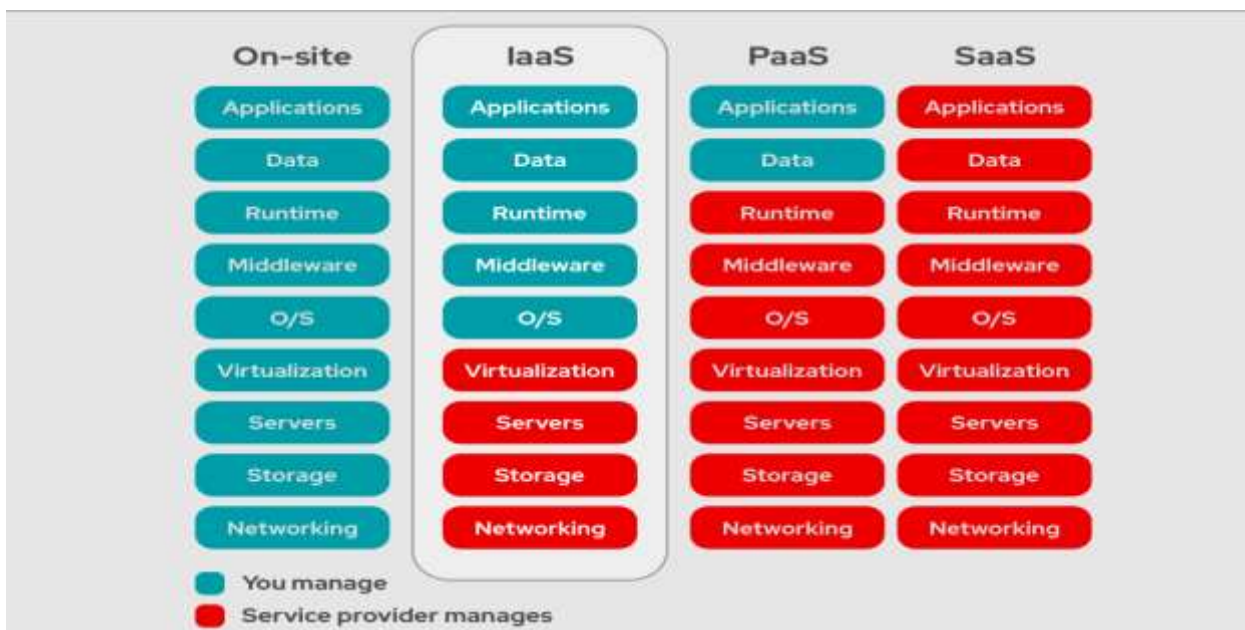 On-site IaaS PaaS SaaS
Applications Applications Applications Applications
Data Data Data Data
Runtime Runtime Runtime Runtime
Middleware Middleware Middleware Middleware
O/S O/S O/S O/S
Virtualization Virtualization Virtualization Virtualization
Servers Servers Servers Servers
Storage Storage Storage Storage
Networking Networking Networking Networking
You manage
Service provider manages